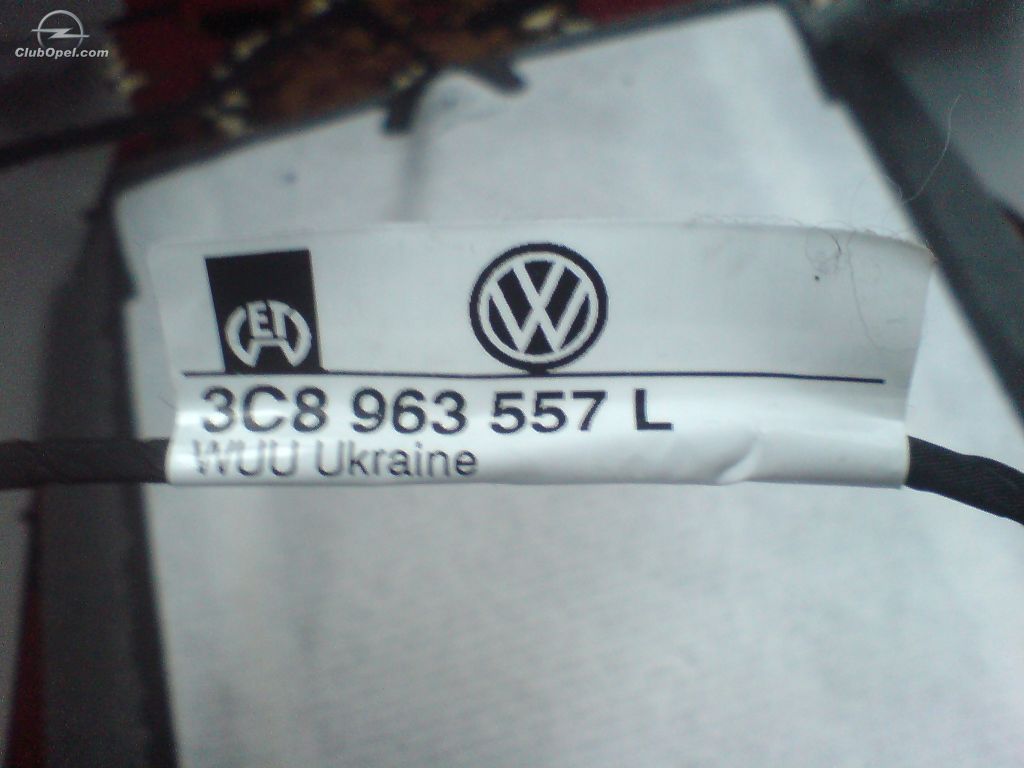 ClubOpel.com
3C8 963 557 L
WUU Ukraine